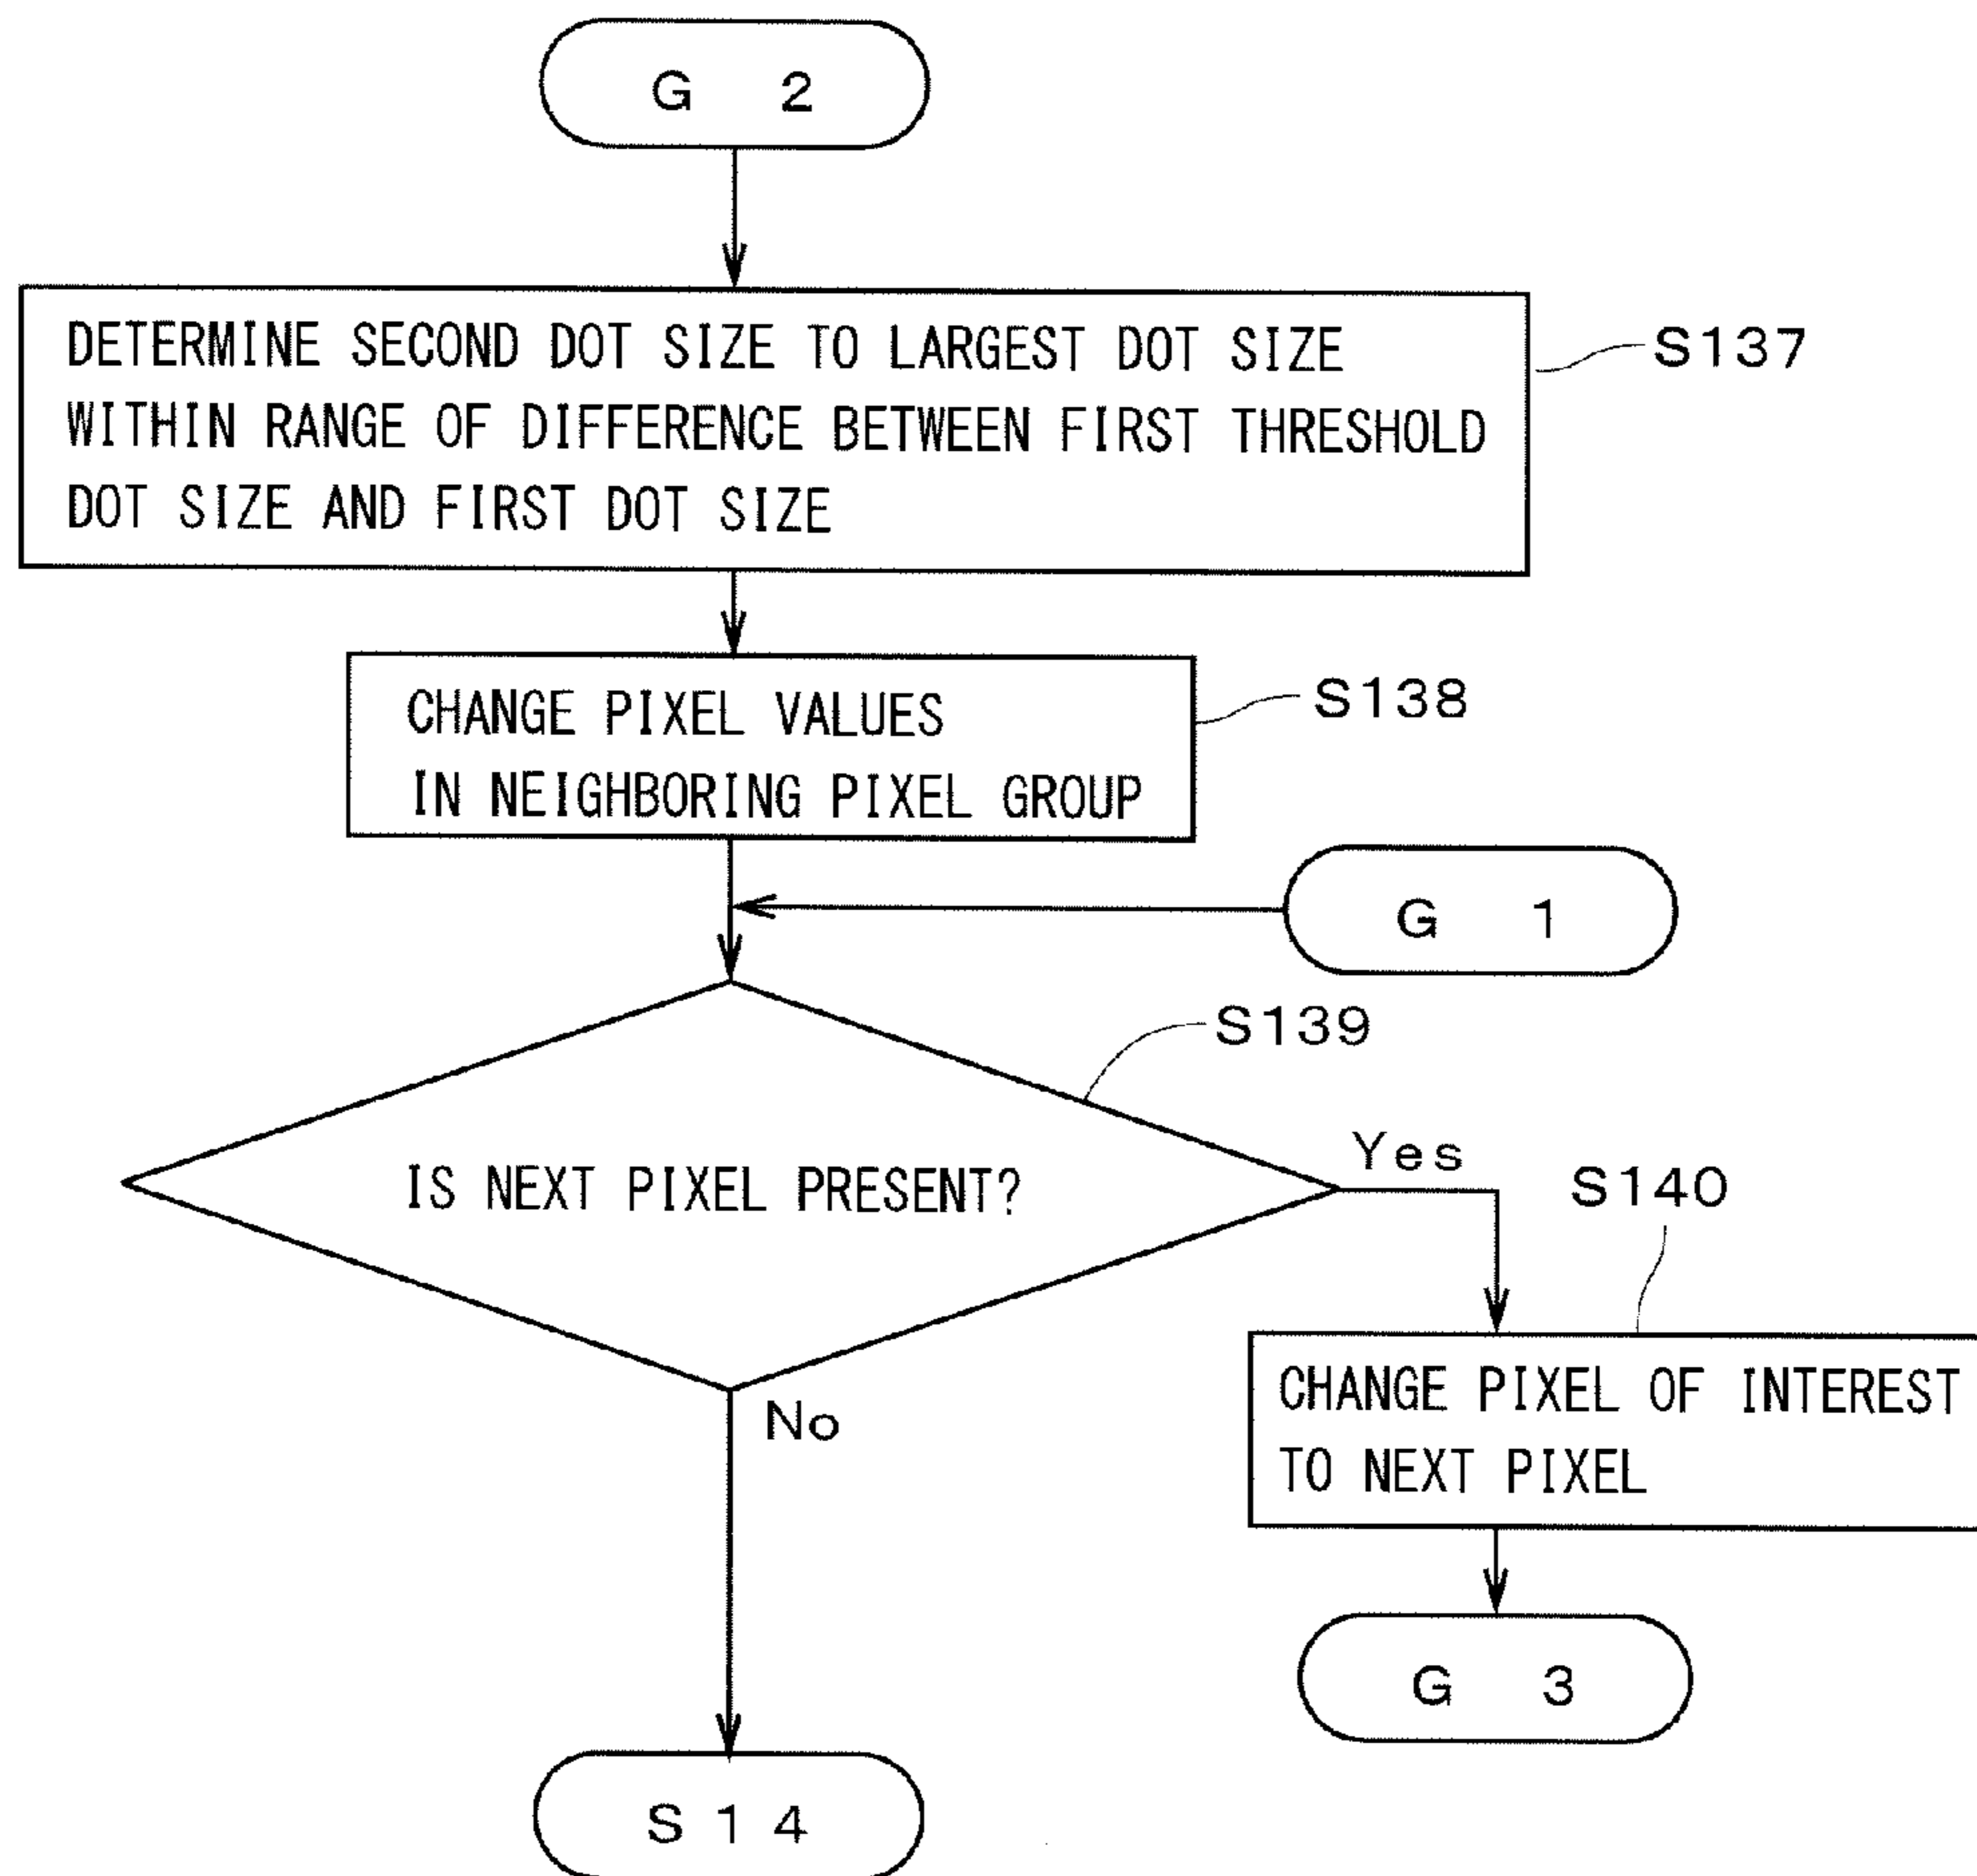 G 2
DETERMINE SECOND DOT SIZE TO LARGEST DOT SIZE
WITHIN RANGE OF DIFFERENCE BETWEEN FIRST THRESHOLD
DOT SIZE AND FIRST DOT SIZE
S137
CHANGE PIXEL VALUES
IN NEIGHBORING PIXEL GROUP
S138
G 1
S139
IS NEXT PIXEL PRESENT?
Yes
S140
No
CHANGE PIXEL OF INTEREST
TO NEXT PIXEL
G 3
S14